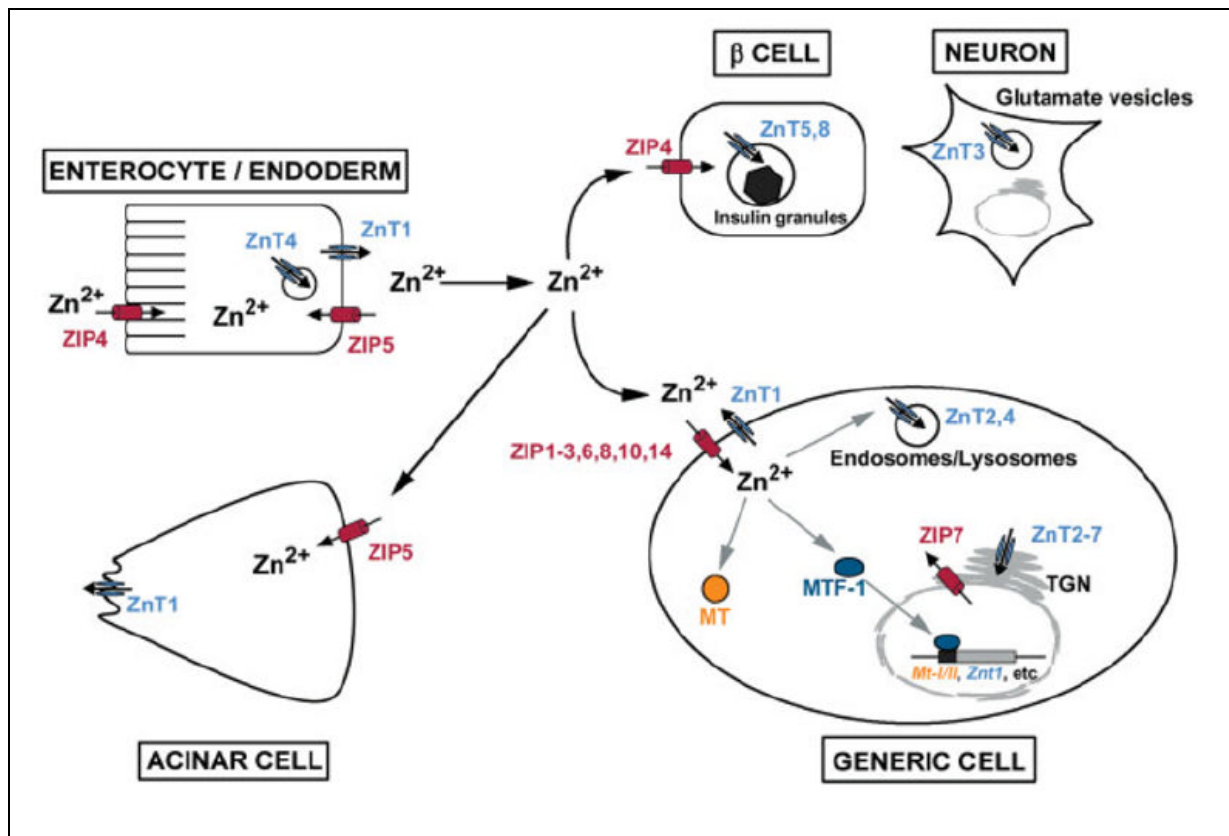 β CELL
NEURON
Glutamate vesicles
ZnT5,8
ZIP4
ZnT3
Insulin granules
ENTEROCYTE / ENDODERM
ZnT1
ZnT4
Zn2+
Zn2+
Zn2+
Zn2+
ZIP4
ZIP5
Zn2+
ZnT1
ZIP1-3,6,8,10,14
Zn2+
ZnT2,4
Endosomes/Lysosomes
ZIP7
ZnT2-7
TGN
MTF-1
MT
Mt-I/II, Znt1, etc
Zn2+
ZIP5
ZnT1
ACINAR CELL
GENERIC CELL